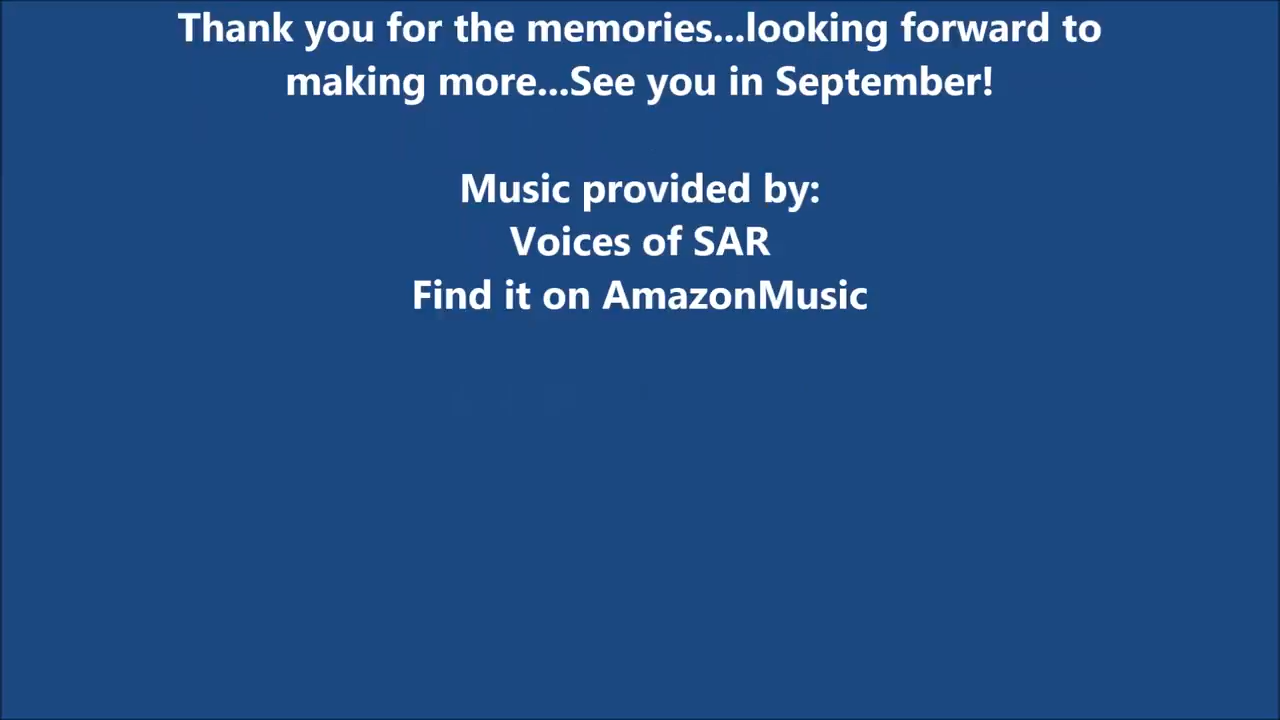 Thank you for the memories...looking forward to
making more...See you in September!
Music provided by:
Voices of SAR
Find it on AmazonMusic